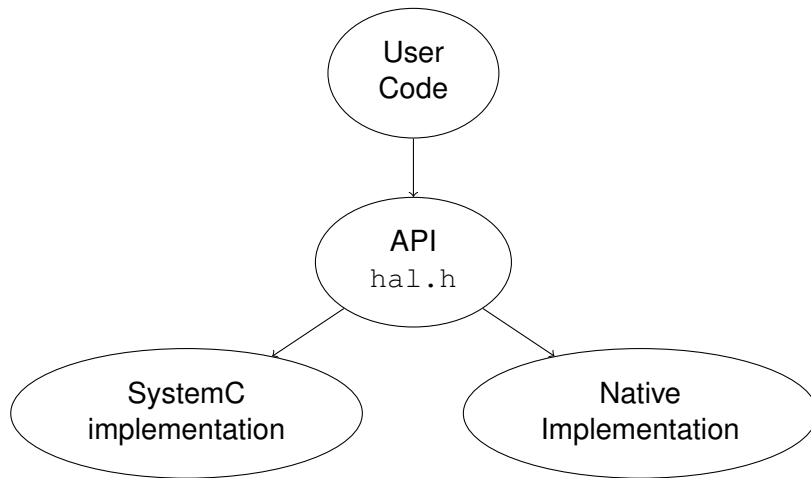 User
Code
API
hal.h
SystemC
implementation
Native
Implementation